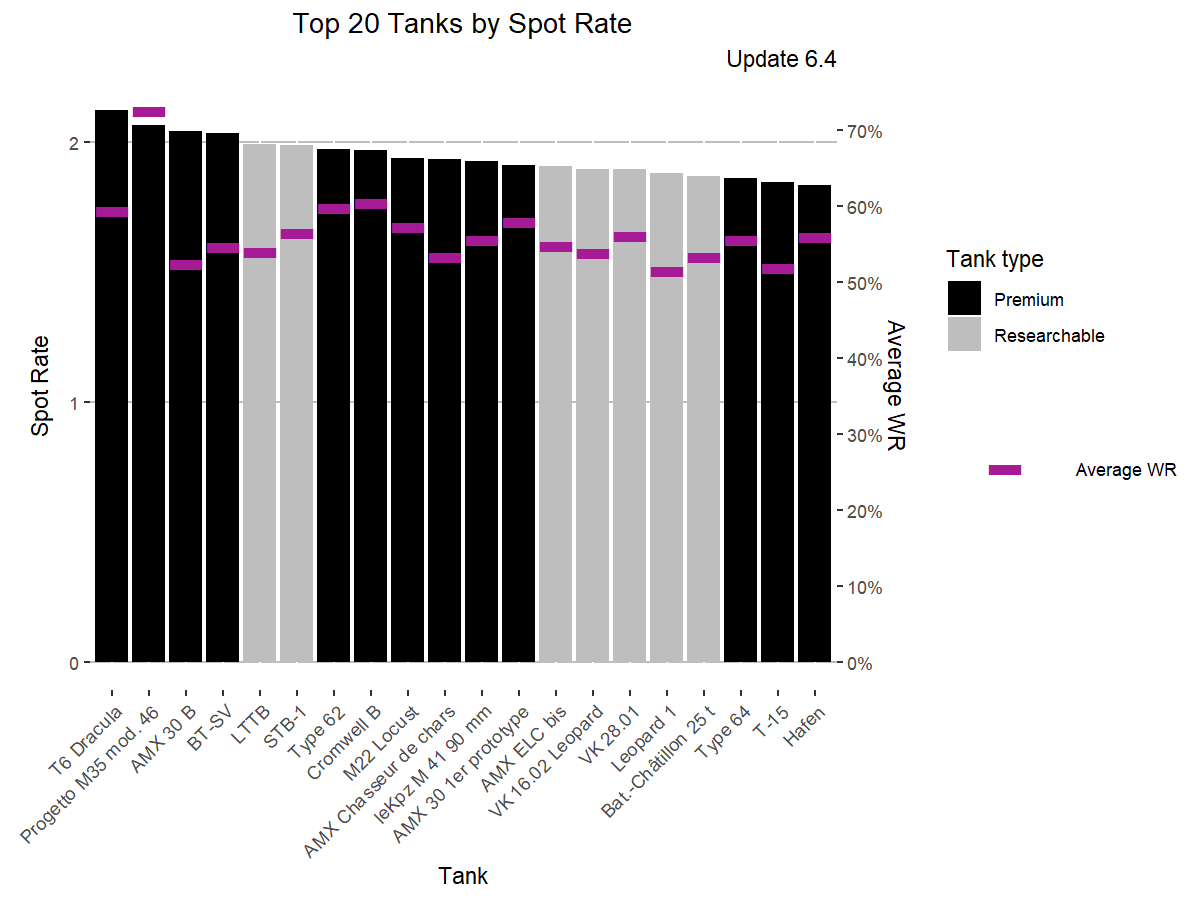 Top 20 Tanks by Spot Rate
Update 6.4
Spot Rate
2
1
0
70%
60%
50%
40%
30%
20%
10%
0%
Average WR
T6 Dracula
Progetto M35 mod. 46
AMX 30 B
BT-SV
LTTB
STB-1
Type 62
Cromwell B
M22 Locust
AMX Chasseur de chars
leKpz M 41 90 mm
AMX 30 1er prototype
AMX ELC bis
VK 16.02 Leopard
VK 28.01
Leopard 1
Bat.-Châtillon 25 t
Type 64
T-15
Hafen
Tank
Tank type
Premium
Researchable
Average WR